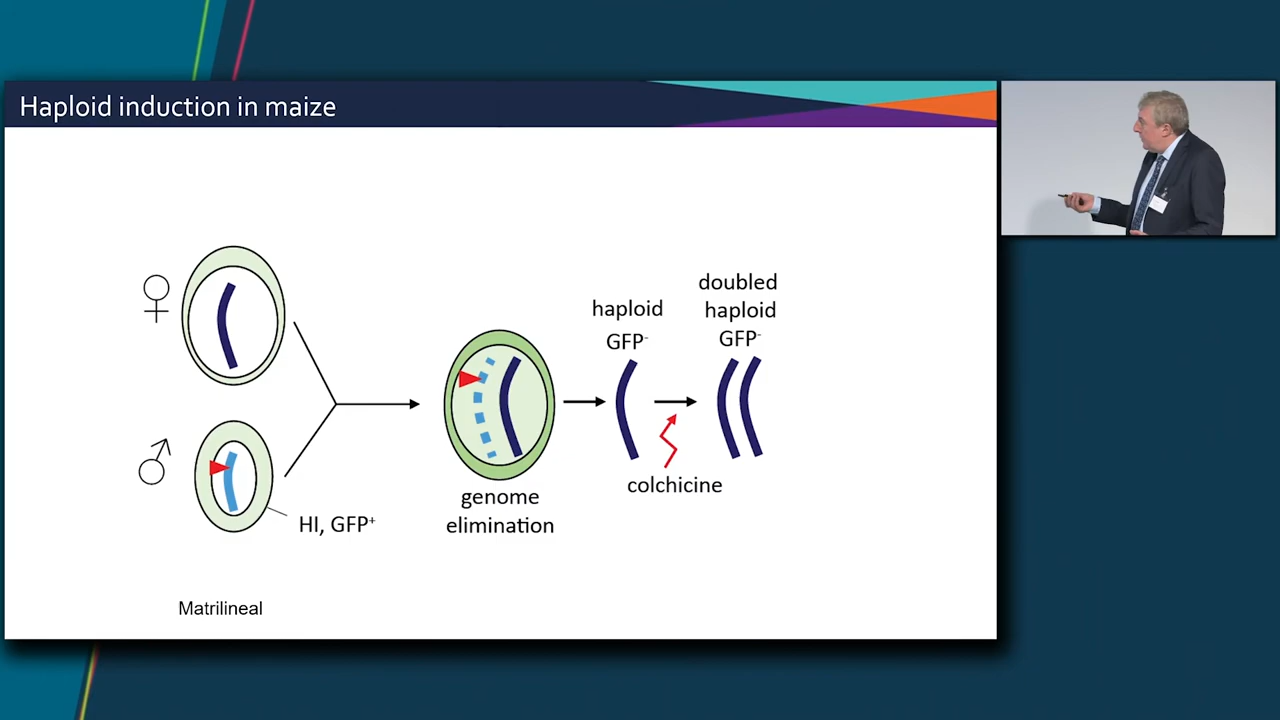 Haploid induction in maize
♀
♂
HI, GFP⁺
genome
elimination
haploid
GFP⁻
colchicine
doubled
haploid
GFP⁻
Matrilineal